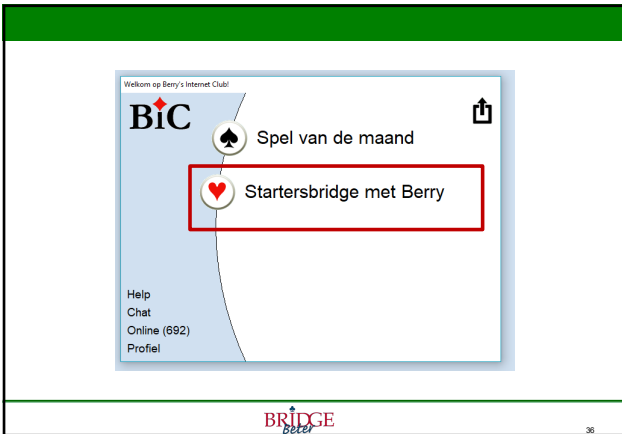 Welkom op Berry's Internet Club!
BiC
Spel van de maand
Startersbridge met Berry
Help
Chat
Online (692)
Profiel
BRIDGE
Beter
36